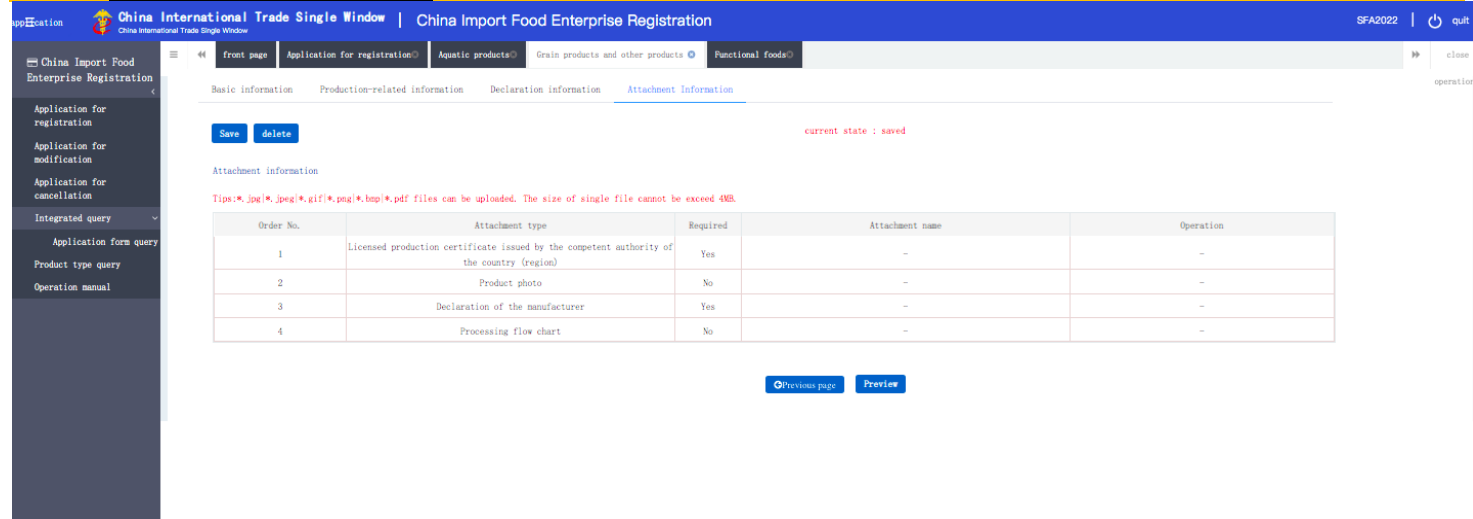 China International Trade Single Window | China Import Food Enterprise Registration
China International Trade Single Window
SFA2022 | quit
China Import Food
Enterprise Registration
Application for
registration
Application for
modification
Application for
cancellation
Integrated query
Application form query
Product type query
Operation manual
front page Application for registration Aquatic products Grain products and other products Functional foods close
operation
Basic information Production-related information Declaration information Attachment Information
Save delete current state : saved
Attachment information
Tips:*.jpg|*.jpeg|*.gif|*.png|*.bmp|*.pdf files can be uploaded. The size of single file cannot be exceed 4MB.
Order No. Attachment type Required Attachment name Operation
1 Licensed production certificate issued by the competent authority of
the country (region) Yes - -
2 Product photo No - -
3 Declaration of the manufacturer Yes - -
4 Processing flow chart No - -
Previous page Preview